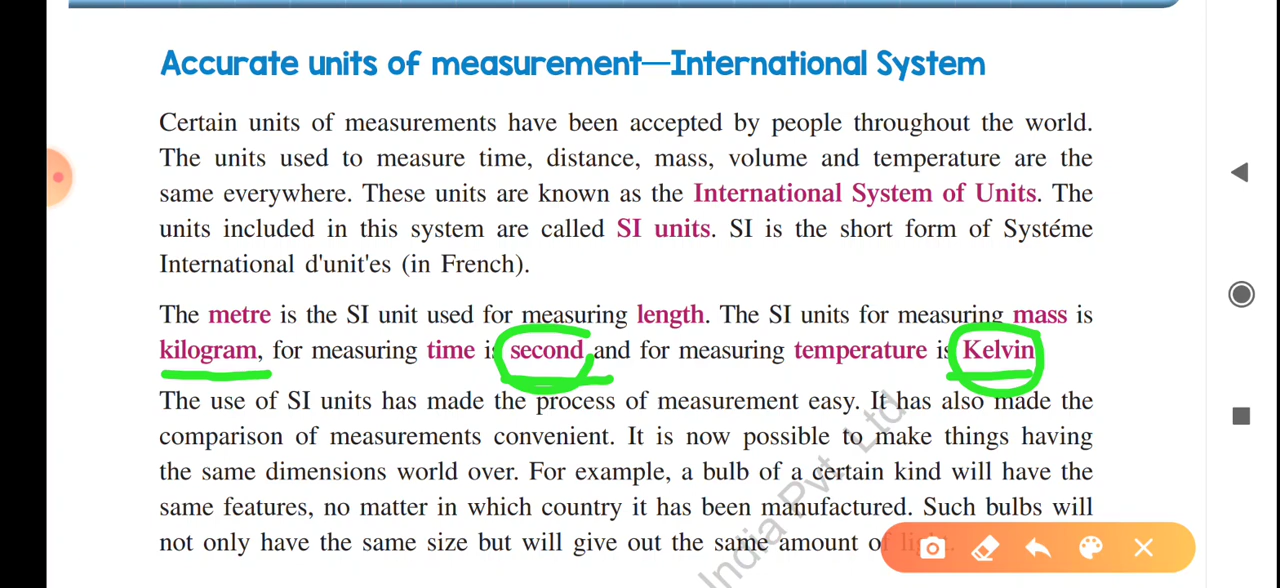 Accurate units of measurement—International System
Certain units of measurements have been accepted by people throughout the world.
The units used to measure time, distance, mass, volume and temperature are the
same everywhere. These units are known as the International System of Units. The
units included in this system are called SI units. SI is the short form of Systéme
International d'unit'es (in French).
The metre is the SI unit used for measuring length. The SI units for measuring mass is
kilogram, for measuring time is second and for measuring temperature is Kelvin
The use of SI units has made the process of measurement easy. It has also made the
comparison of measurements convenient. It is now possible to make things having
the same dimensions world over. For example, a bulb of a certain kind will have the
same features, no matter in which country it has been manufactured. Such bulbs will
not only have the same size but will give out the same amount of light.
India Pvt. Ltd